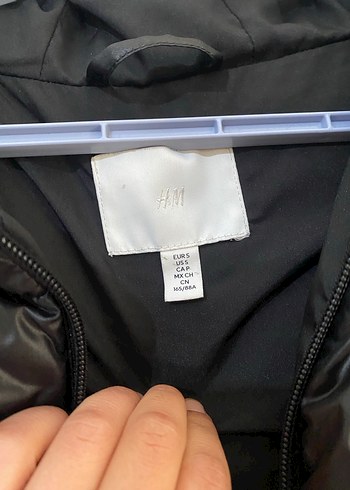 H&M
EUR S
US S
CA P
MX CH
CN
165/88A